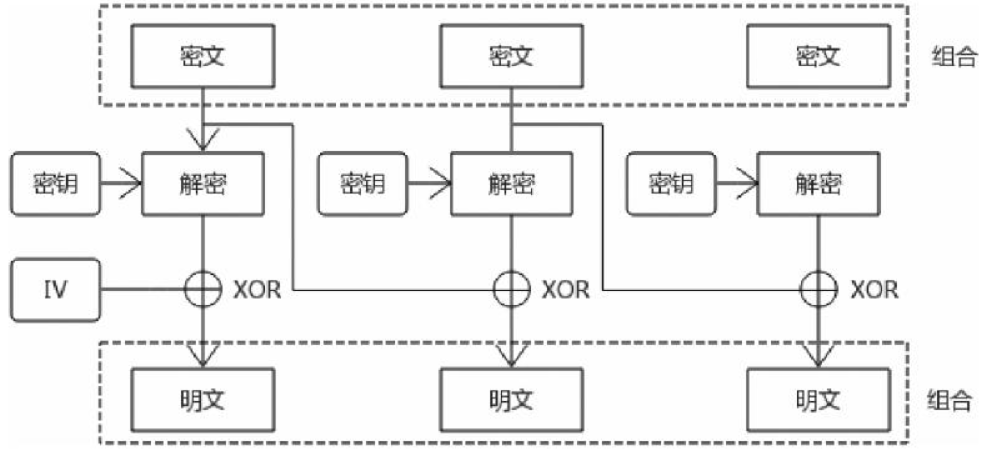 密文 密文 密文 组合
密钥 解密 密钥 解密 密钥 解密
IV XOR XOR XOR
明文 明文 明文 组合